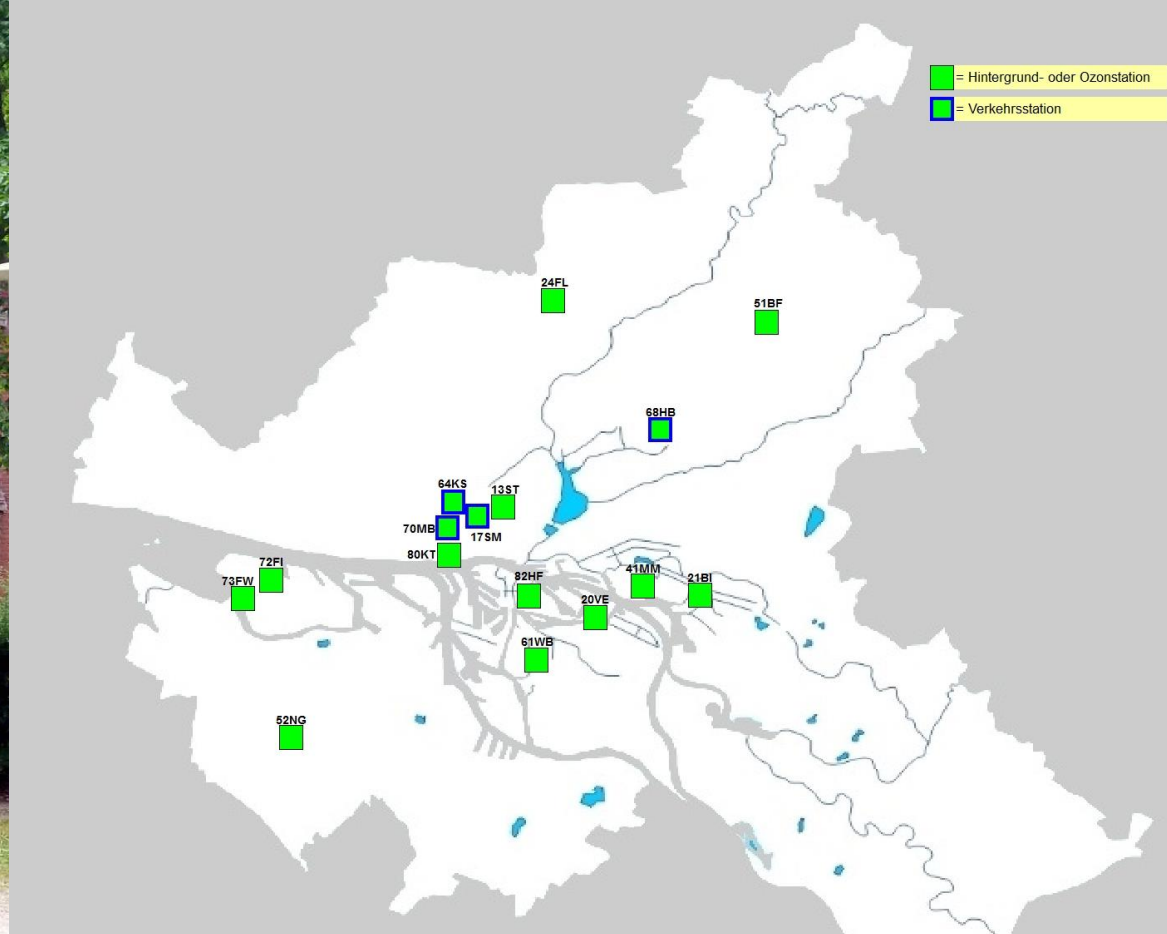 = Hintergrund- oder Ozonstation
= Verkehrsstation
24FL
51BF
68HB
64KS
13ST
70MB
17SM
80KT
72FI
73FW
82HF
41MM
21BI
20VE
61WB
52NG